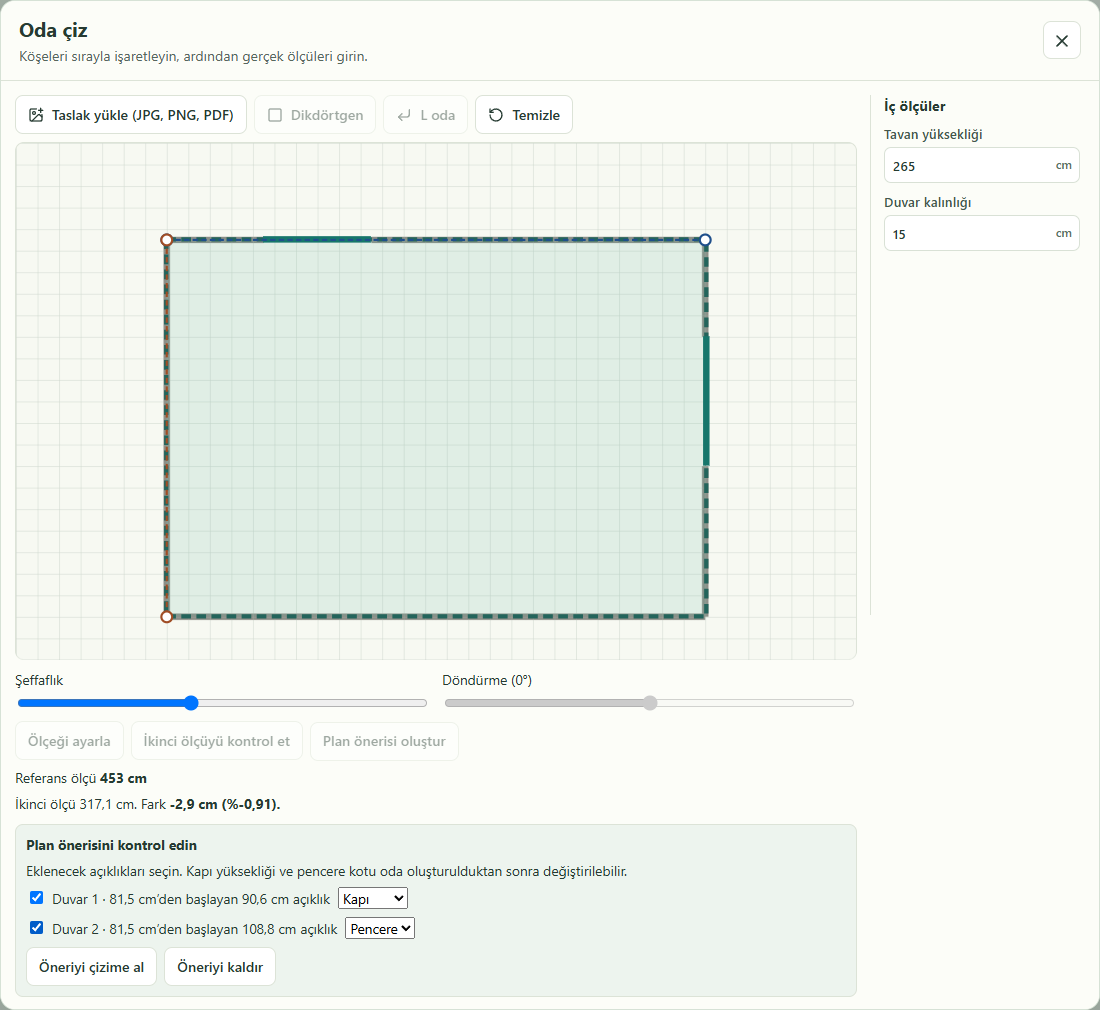 Oda çiz
Köşeleri sırayla işaretleyin, ardından gerçek ölçüleri girin.
Taslak yükle (JPG, PNG, PDF)
Dikdörtgen
L oda
Temizle
İç ölçüler
Tavan yüksekliği
265 cm
Duvar kalınlığı
15 cm
Şeffaflık
Döndürme (0°)
Ölçeği ayarla
İkinci ölçüyü kontrol et
Plan önerisi oluştur
Referans ölçü 453 cm
İkinci ölçü 317,1 cm. Fark -2,9 cm (%-0,91).
Plan önerisini kontrol edin
Eklenecek açıklıkları seçin. Kapı yüksekliği ve pencere kotu oda oluşturulduktan sonra değiştirilebilir.
Duvar 1 · 81,5 cm’den başlayan 90,6 cm açıklık Kapı
Duvar 2 · 81,5 cm’den başlayan 108,8 cm açıklık Pencere
Öneriyi çizime al
Öneriyi kaldır